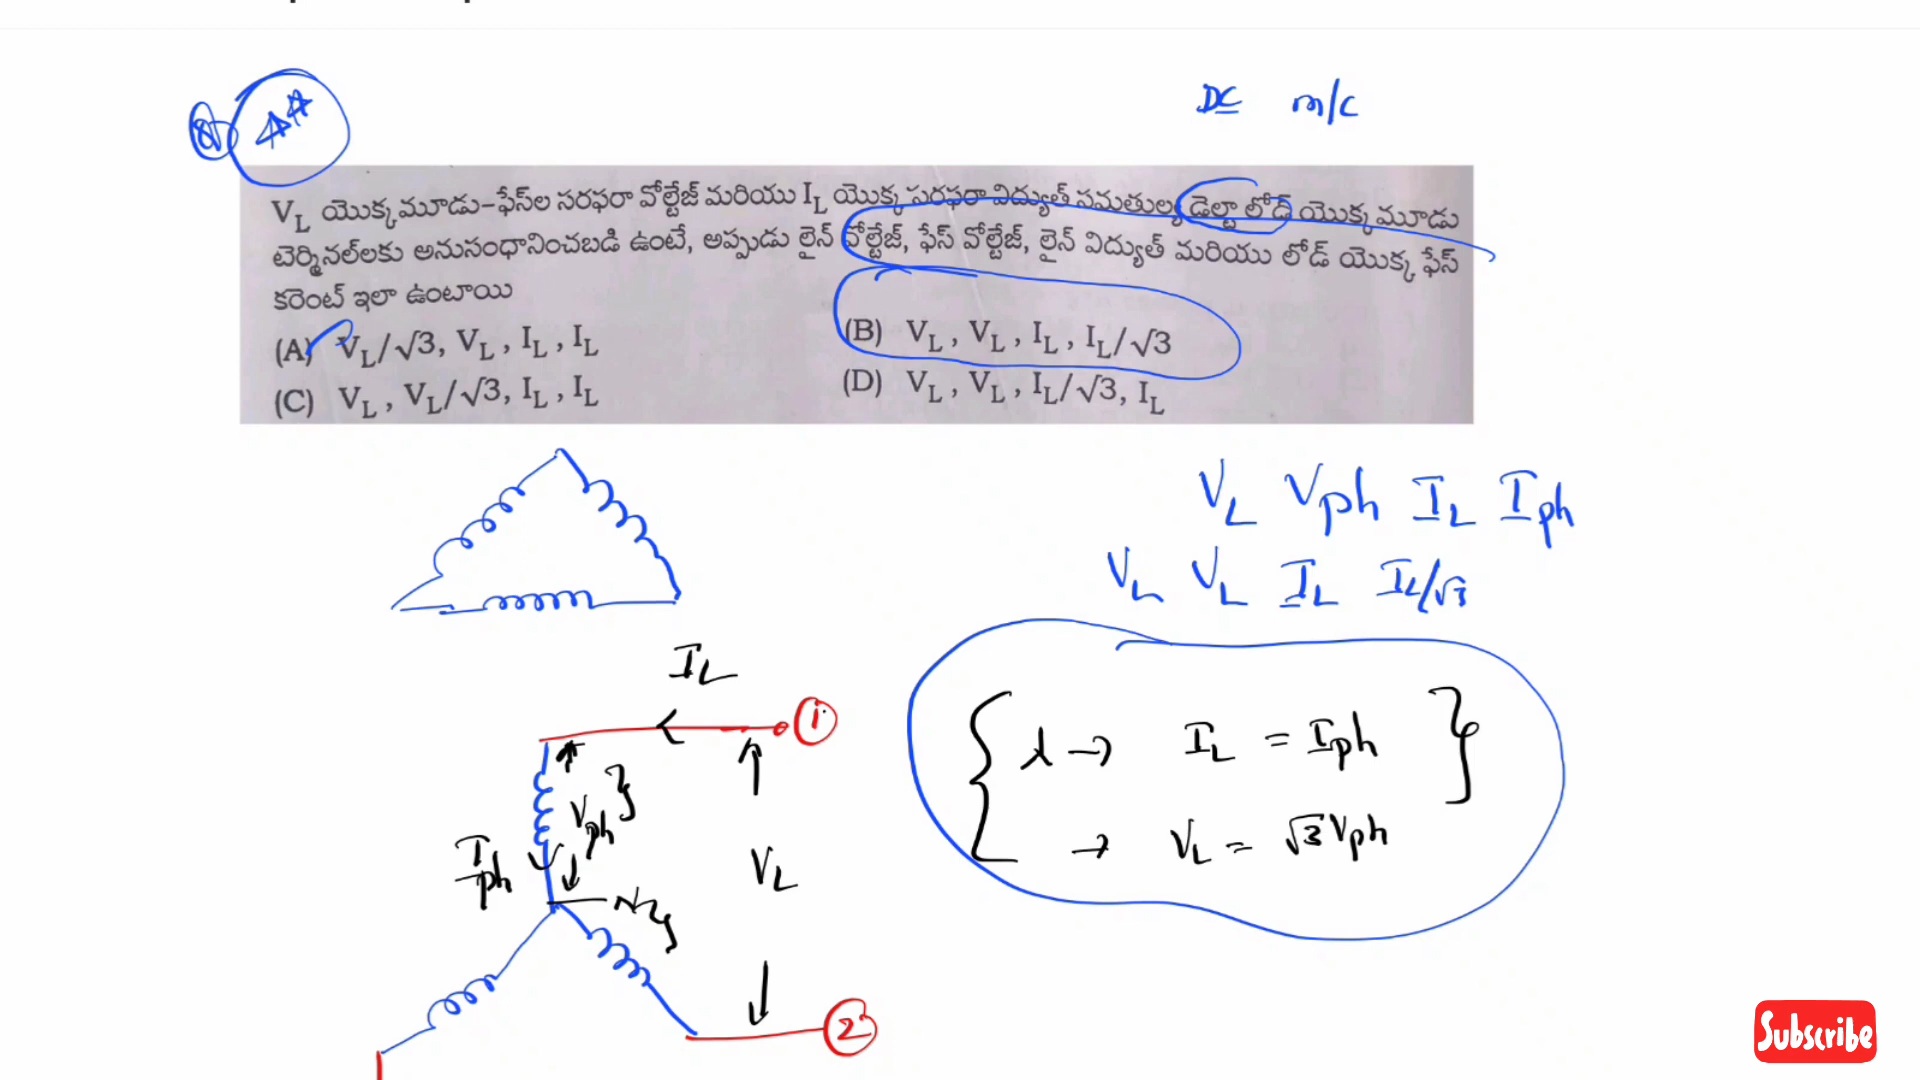 DC m/c
V_L యొక్క మూడు-ఫేస్‌ల సరఫరా వోల్టేజ్ మరియు I_L యొక్క సరఫరా విద్యుత్ సమతుల్య డెల్టా లోడ్ యొక్క మూడు
టెర్మినల్‌లకు అనుసంధానించబడి ఉంటే, అప్పుడు లైన్ వోల్టేజ్, ఫేస్ వోల్టేజ్, లైన్ విద్యుత్ మరియు లోడ్ యొక్క ఫేస్
కరెంట్ ఇలా ఉంటాయి
(A) V_L/√3, V_L, I_L, I_L (B) V_L, V_L, I_L, I_L/√3
(C) V_L, V_L/√3, I_L, I_L (D) V_L, V_L, I_L/√3, I_L
V_L V_ph I_L I_ph
V_L V_L I_L I_L/√3
I_L
1
→ I_L = I_ph
V_ph
I_ph
V_L
→ V_L = √3 V_ph
2
Subscribe